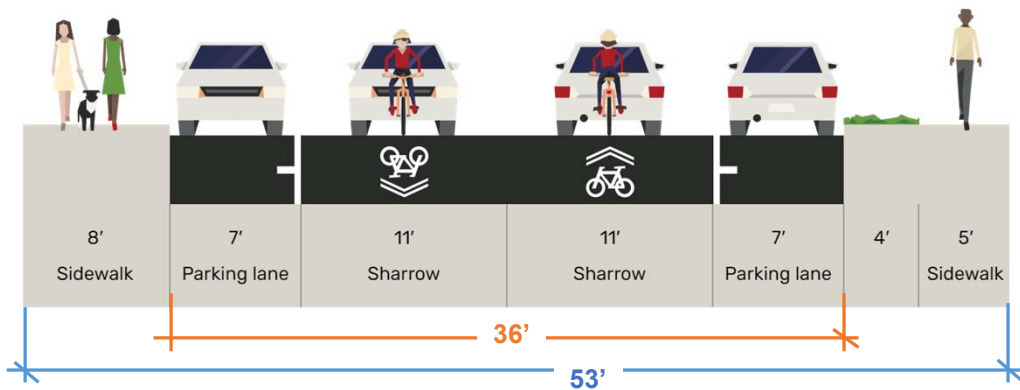 8’ 7’ 11’ 11’ 7’ 4’ 5’
Sidewalk Parking lane Sharrow Sharrow Parking lane Sidewalk
36’
53’